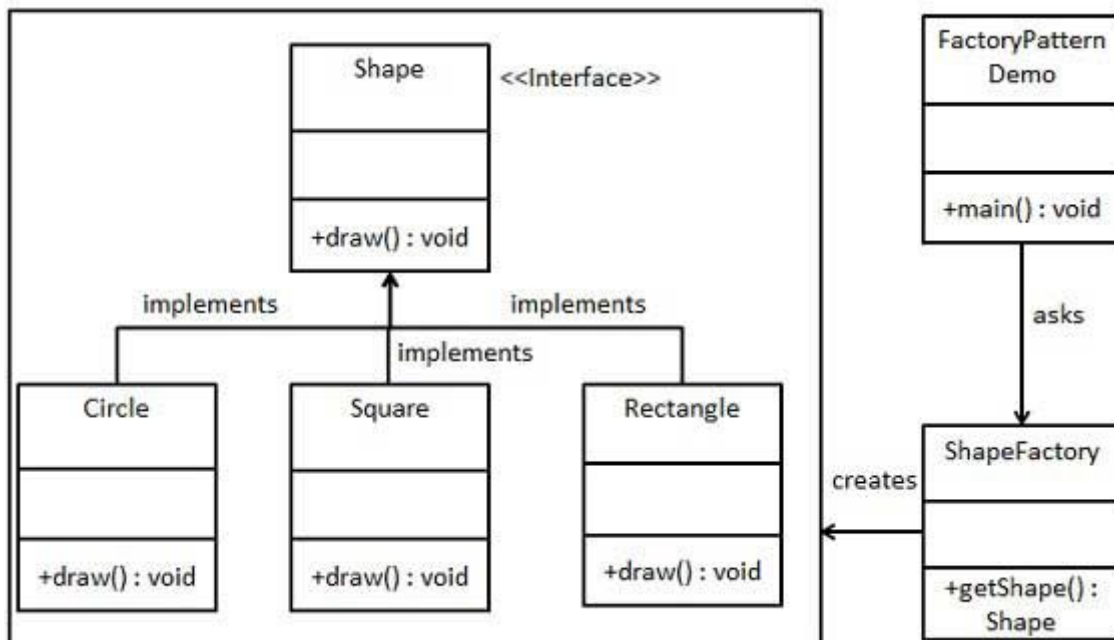 Shape
<<Interface>>
+draw() : void
implements
implements
implements
Circle
+draw() : void
Square
+draw() : void
Rectangle
+draw() : void
FactoryPattern
Demo
+main() : void
asks
ShapeFactory
+getShape() :
Shape
creates